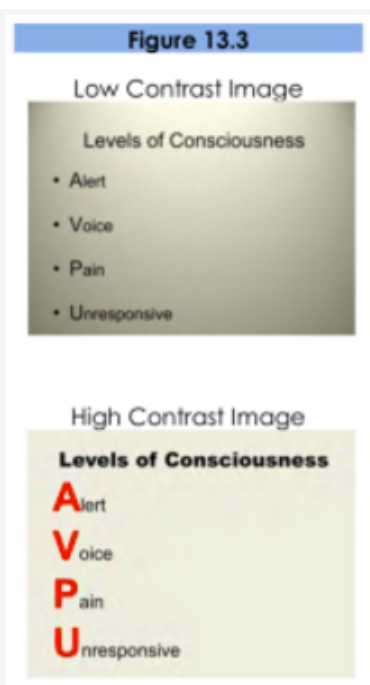 Figure 13.3
Low Contrast Image
Levels of Consciousness
• Alert
• Voice
• Pain
• Unresponsive
High Contrast Image
Levels of Consciousness
Alert
Voice
Pain
Unresponsive